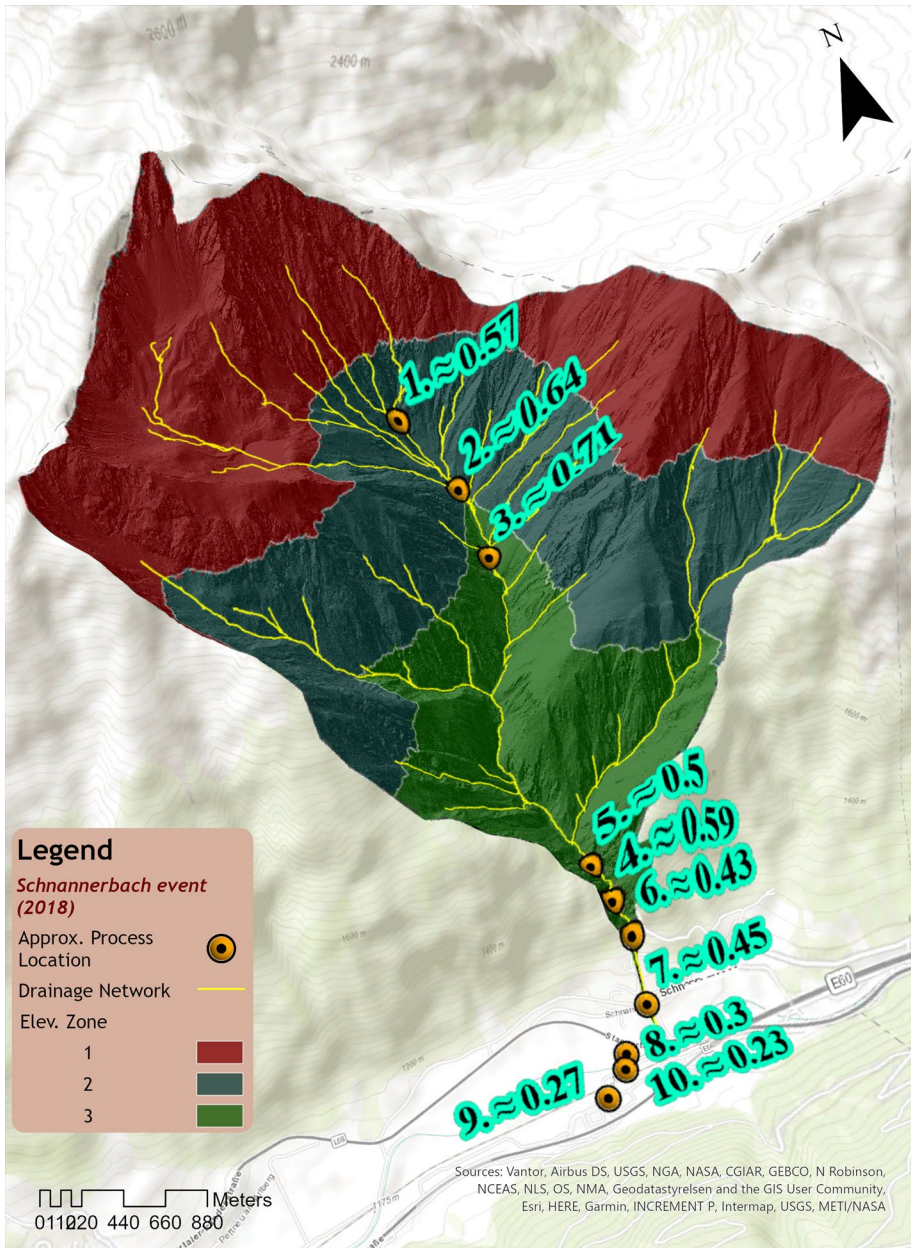 2600 m
2400 m
N
1.≈0.57
2.≈0.64
3.≈0.71
5.≈0.5
4.≈0.59
6.≈0.43
7.≈0.45
8.≈0.3
10.≈0.23
9.≈0.27
1600 m
1400 m
1600 m
1400 m
1200 m
1175 m
E60
L68
Legend
Schnannerbach event
(2018)
Approx. Process
Location
Drainage Network
Elev. Zone
1
2
3
Meters
220 440 660 880
Sources: Vantor, Airbus DS, USGS, NGA, NASA, CGIAR, GEBCO, N Robinson,
NCEAS, NLS, OS, NMA, Geodatastyrelsen and the GIS User Community,
Esri, HERE, Garmin, INCREMENT P, Intermap, USGS, METI/NASA